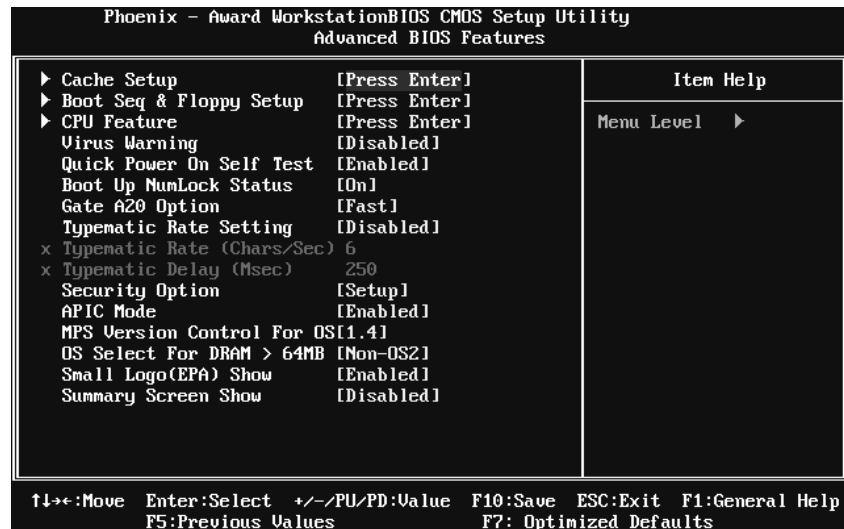 Phoenix – Award WorkstationBIOS CMOS Setup Utility
Advanced BIOS Features
▶ Cache Setup [Press Enter]
▶ Boot Seq & Floppy Setup [Press Enter]
▶ CPU Feature [Press Enter]
Virus Warning [Disabled]
Quick Power On Self Test [Enabled]
Boot Up NumLock Status [On]
Gate A20 Option [Fast]
Typematic Rate Setting [Disabled]
x Typematic Rate (Chars/Sec) 6
x Typematic Delay (Msec) 250
Security Option [Setup]
APIC Mode [Enabled]
MPS Version Control For OS[1.4]
OS Select For DRAM > 64MB [Non-OS2]
Small Logo(EPA) Show [Enabled]
Summary Screen Show [Disabled]
Item Help
Menu Level ▶
↑↓→←:Move Enter:Select +/-/PU/PD:Value F10:Save ESC:Exit F1:General Help
F5:Previous Values F7: Optimized Defaults